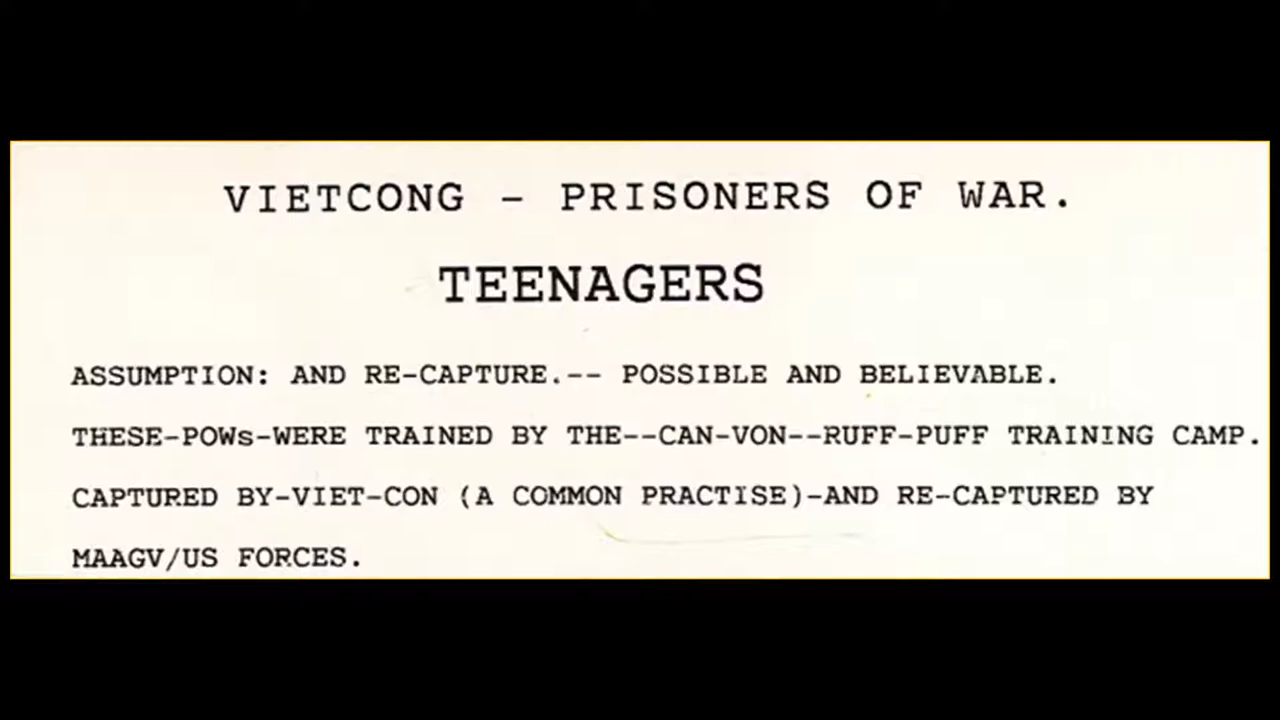 VIETCONG - PRISONERS OF WAR.
TEENAGERS
ASSUMPTION: AND RE-CAPTURE.-- POSSIBLE AND BELIEVABLE.
THESE-POWs-WERE TRAINED BY THE--CAN-VON--RUFF-PUFF TRAINING CAMP.
CAPTURED BY-VIET-CON (A COMMON PRACTISE)-AND RE-CAPTURED BY
MAAGV/US FORCES.